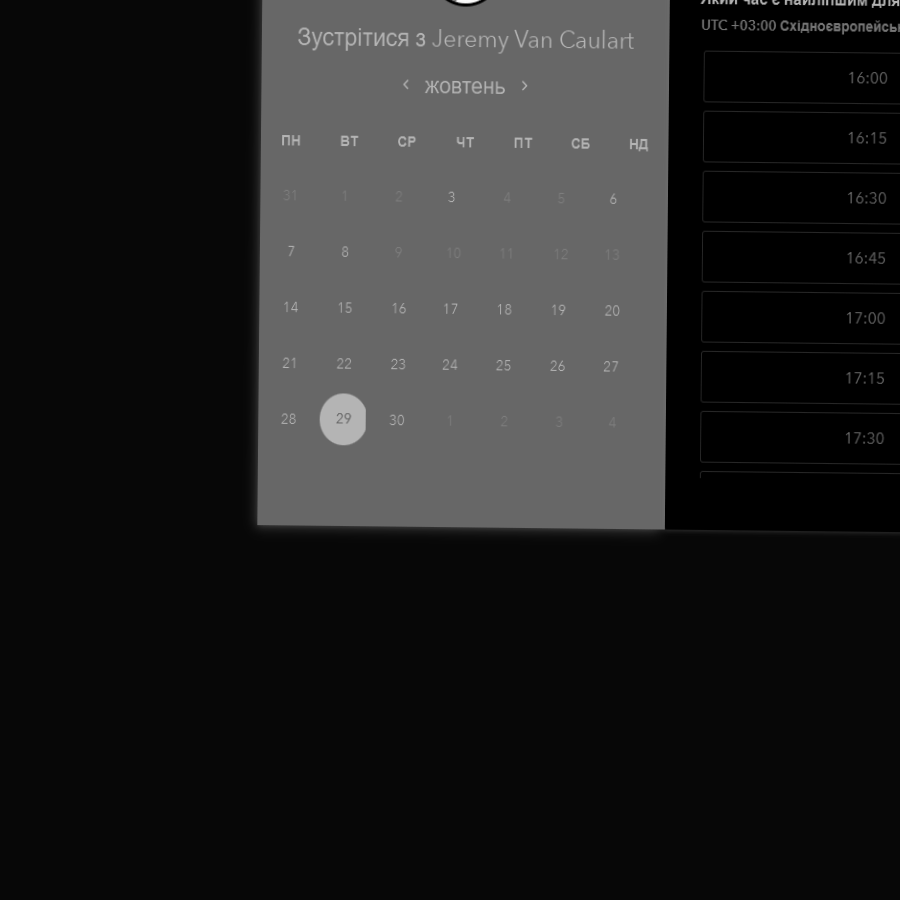 Зустрітися з Jeremy Van Caulart
‹ жовтень ›
ПН ВТ СР ЧТ ПТ СБ НД
31 1 2 3 4 5 6
7 8 9 10 11 12 13
14 15 16 17 18 19 20
21 22 23 24 25 26 27
28 29 30 1 2 3 4
Який час є найліпшим для
UTC +03:00
16:00
16:15
16:30
16:45
17:00
17:15
17:30